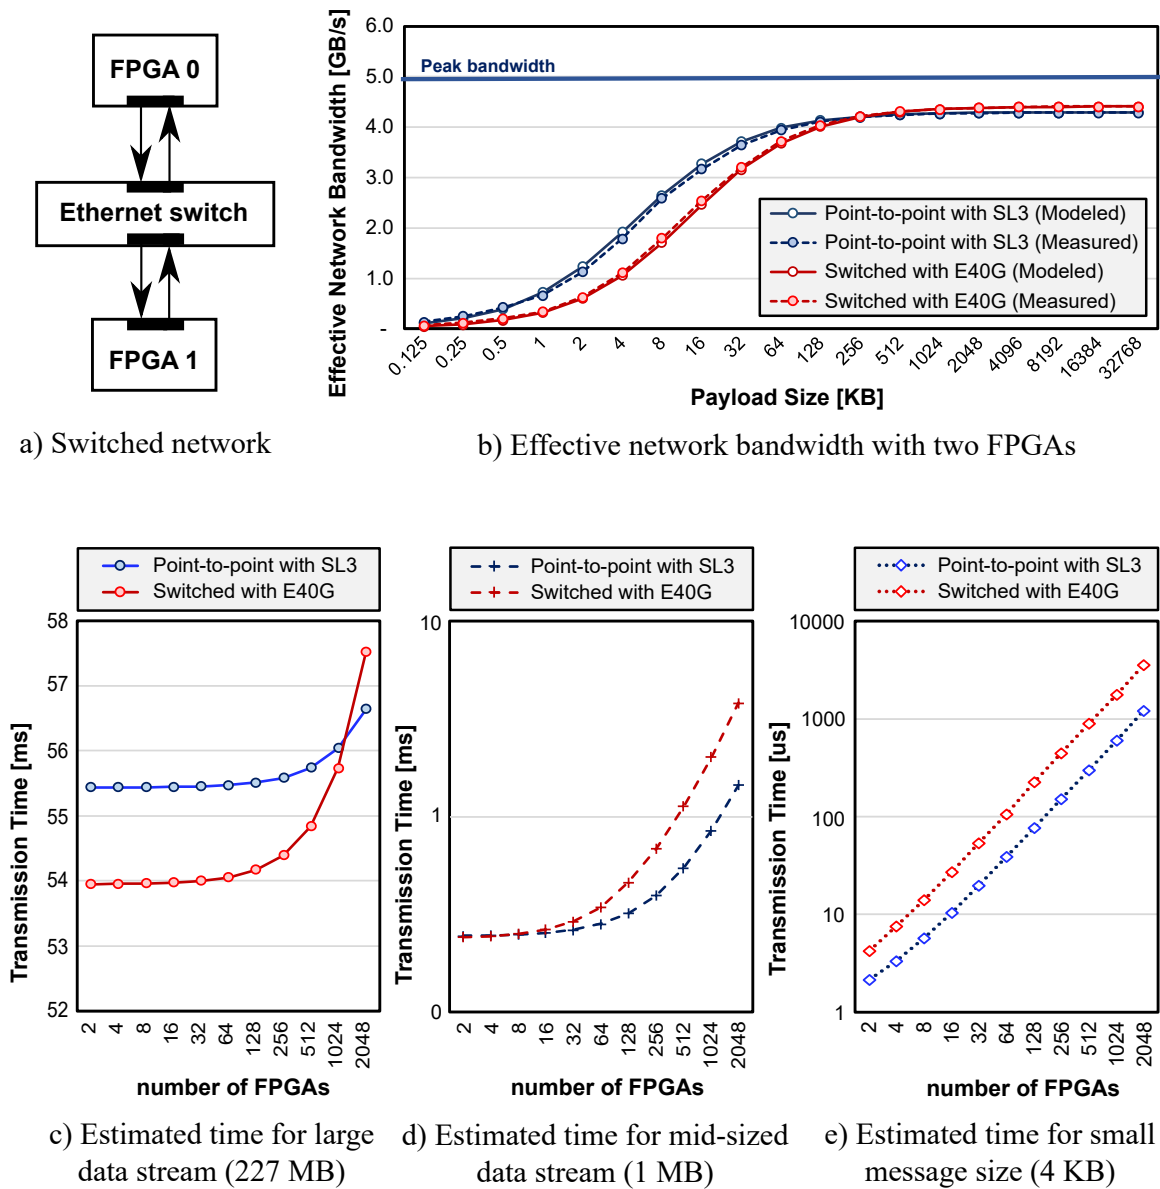 FPGA 0
Ethernet switch
FPGA 1
a) Switched network
Effective Network Bandwidth [GB/s]
6.0
5.0
4.0
3.0
2.0
1.0
-
Peak bandwidth
Point-to-point with SL3 (Modeled)
Point-to-point with SL3 (Measured)
Switched with E40G (Modeled)
Switched with E40G (Measured)
0.125 0.25 0.5 1 2 4 8 16 32 64 128 256 512 1024 2048 4096 8192 16384 32768
Payload Size [KB]
b) Effective network bandwidth with two FPGAs
Point-to-point with SL3
Switched with E40G
Transmission Time [ms]
58
57
56
55
54
53
52
2 4 8 16 32 64 128 256 512 1024 2048
number of FPGAs
c) Estimated time for large
data stream (227 MB)
Point-to-point with SL3
Switched with E40G
Transmission Time [ms]
10
1
0
2 4 8 16 32 64 128 256 512 1024 2048
number of FPGAs
d) Estimated time for mid-sized
data stream (1 MB)
Point-to-point with SL3
Switched with E40G
Transmission Time [us]
10000
1000
100
10
1
2 4 8 16 32 64 128 256 512 1024 2048
number of FPGAs
e) Estimated time for small
message size (4 KB)